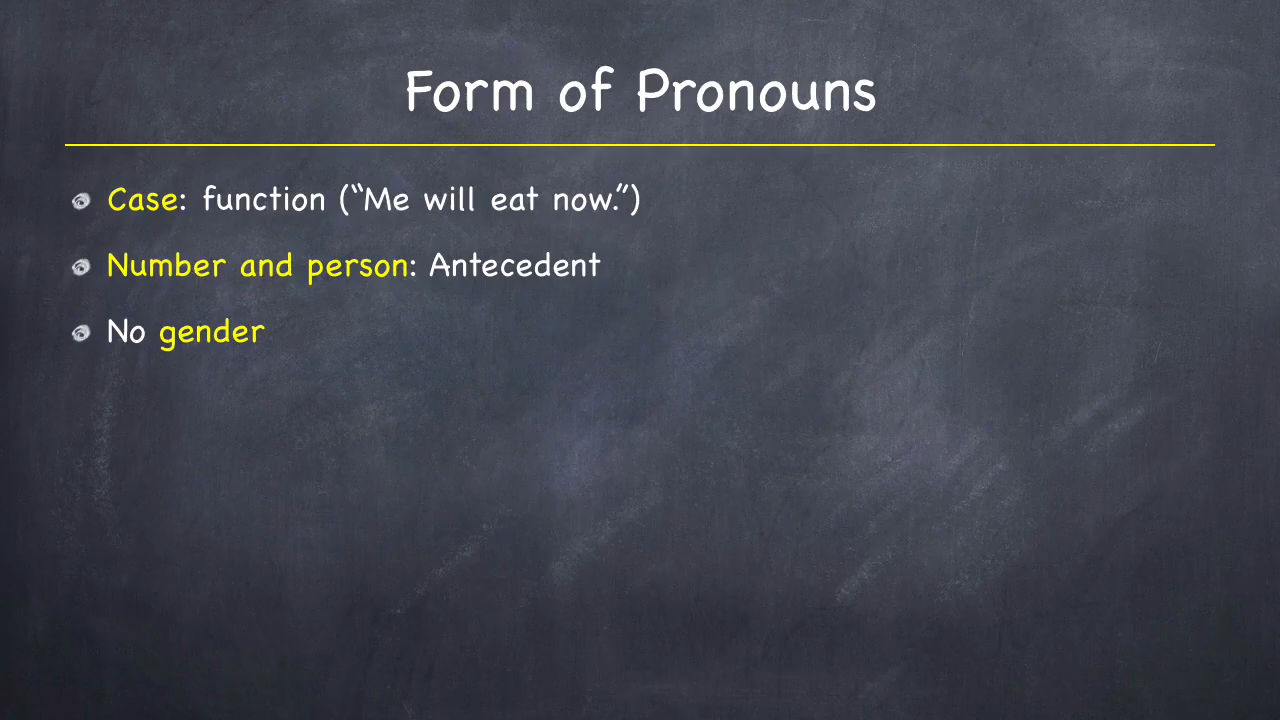 Form of Pronouns
Case: function (“Me will eat now.”)
Number and person: Antecedent
No gender